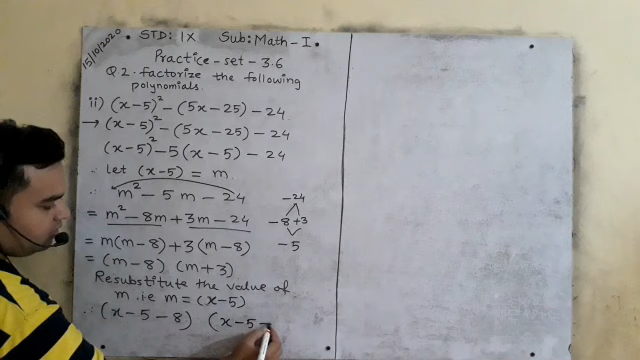 15/10/2020 • STD: IX Sub: Math - I.
Practice - set - 3.6
Q 2. factorize the following
polynomials.
ii) (x-5)² - (5x-25) - 24
→ (x-5)² - (5x-25) - 24
(x-5)² - 5(x-5) - 24
∴ let (x-5) = m.
∴ m² - 5m - 24
-24
= m² - 8m + 3m - 24
-8 +3
= m(m-8) + 3(m-8)
-5
= (m-8) (m+3)
Resubstitute the value of
m i.e m = (x-5)
∴ (x-5-8) (x-5